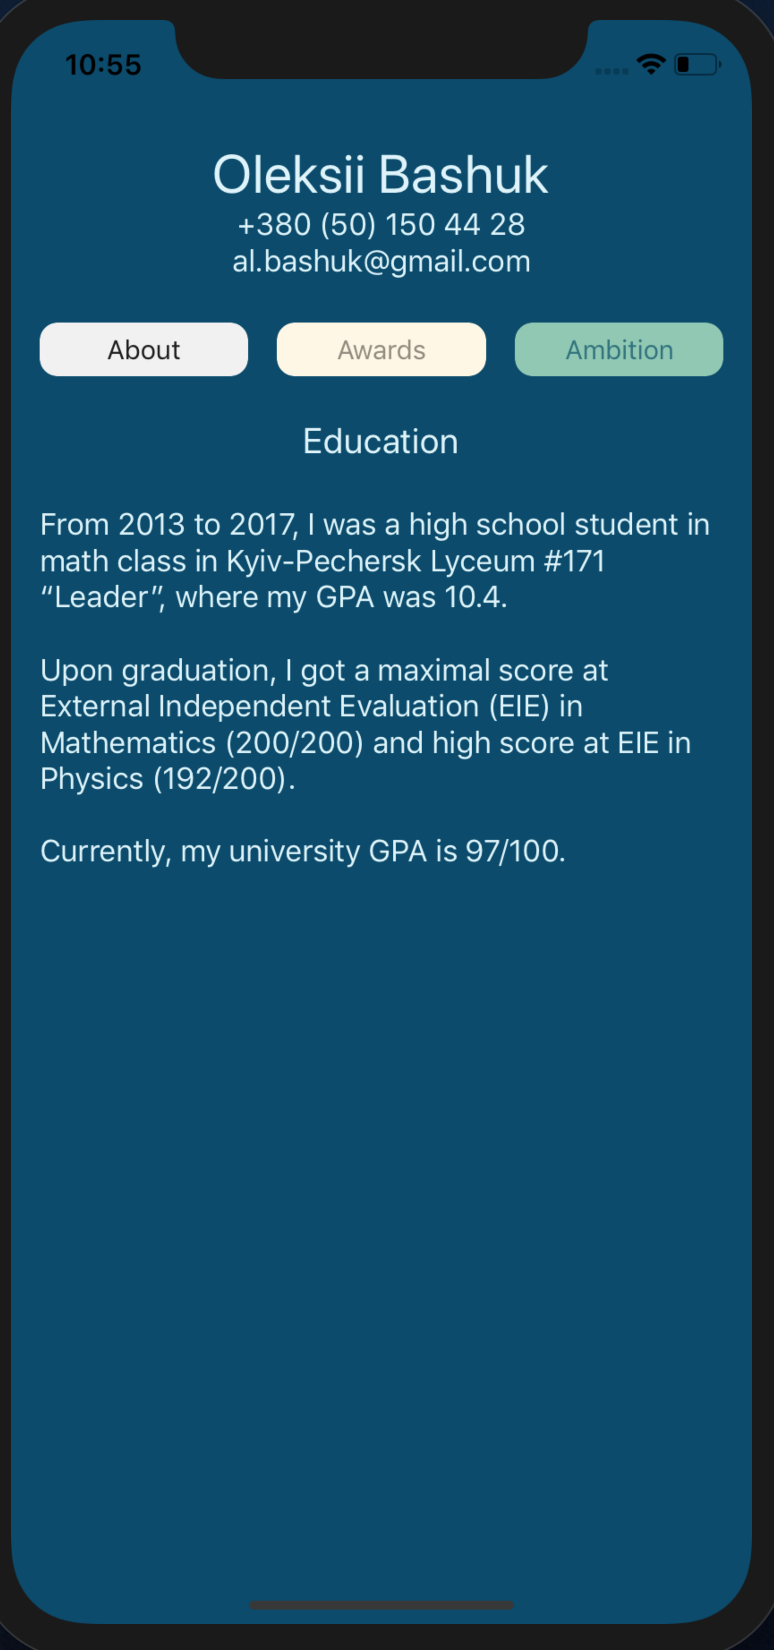 10:55
Oleksii Bashuk
+380 (50) 150 44 28
al.bashuk@gmail.com
About
Awards
Ambition
Education
From 2013 to 2017, I was a high school student in
math class in Kyiv-Pechersk Lyceum #171
“Leader”, where my GPA was 10.4.
Upon graduation, I got a maximal score at
External Independent Evaluation (EIE) in
Mathematics (200/200) and high score at EIE in
Physics (192/200).
Currently, my university GPA is 97/100.